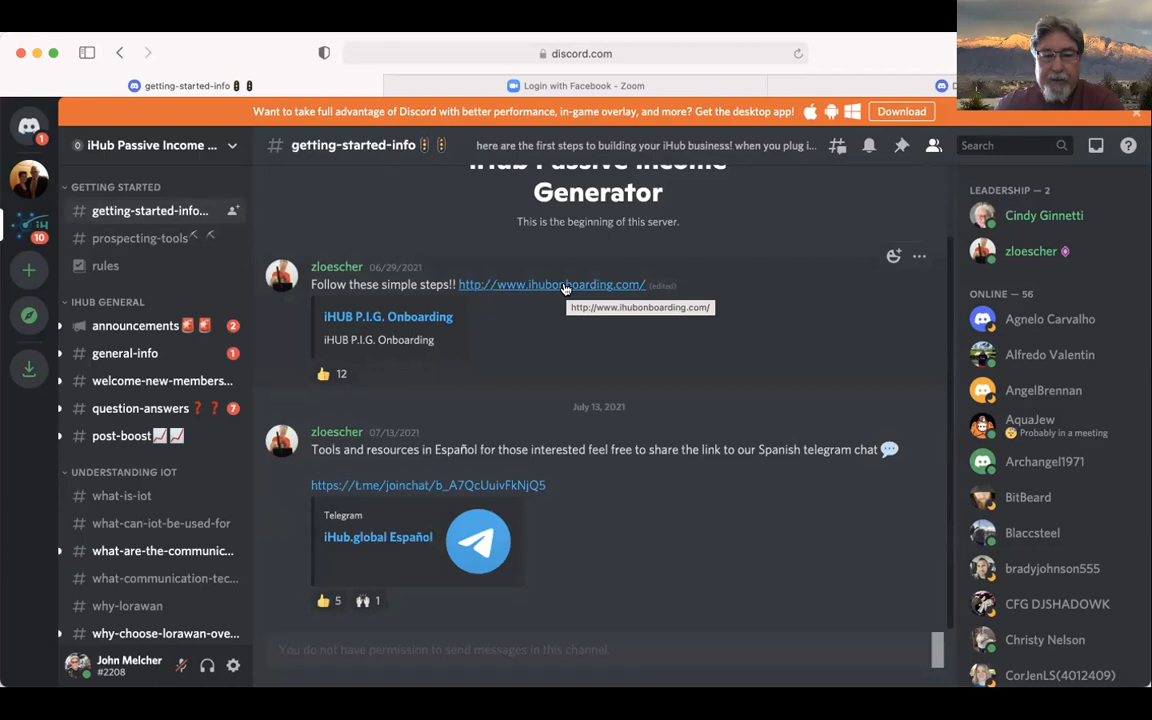 discord.com
getting-started-info
Login with Facebook - Zoom
Want to take full advantage of Discord with better performance, in-game overlay, and more? Get the desktop app!
Download
1
10
iHub Passive Income ...
GETTING STARTED
getting-started-info...
prospecting-tools
rules
IHUB GENERAL
announcements
2
general-info
1
welcome-new-members...
question-answers
7
post-boost
UNDERSTANDING IOT
what-is-iot
what-can-iot-be-used-for
what-are-the-communic...
what-communication-tec...
why-lorawan
why-choose-lorawan-ove...
John Melcher
#2208
getting-started-info
here are the first steps to building your iHub business! when you plug i...
Search
iHub Passive Income
Generator
This is the beginning of this server.
zloescher 06/29/2021
Follow these simple steps!! http://www.ihubonboarding.com/ (edited)
http://www.ihubonboarding.com/
iHUB P.I.G. Onboarding
iHUB P.I.G. Onboarding
12
July 13, 2021
zloescher 07/13/2021
Tools and resources in Español for those interested feel free to share the link to our Spanish telegram chat
https://t.me/joinchat/b_A7QcUuivFkNjQ5
Telegram
iHub.global Español
5
1
You do not have permission to send messages in this channel.
LEADERSHIP — 2
Cindy Ginnetti
zloescher
ONLINE — 56
Agnelo Carvalho
Alfredo Valentin
AngelBrennan
AquaJew
Probably in a meeting
Archangel1971
BitBeard
Blaccsteel
bradyjohnson555
CFG DJSHADOWK
Christy Nelson
CorJenLS(4012409)